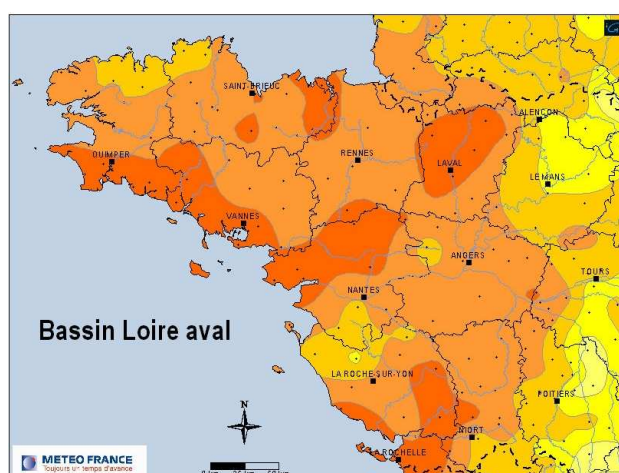 SAINT-BRIEUC
ALENCON
QUIMPER
RENNES
LAVAL
LE MANS
VANNES
ANGERS
TOURS
NANTES
Bassin Loire aval
LA ROCHE-SUR-YON
POITIERS
N
NIORT
METEO FRANCE
Toujours un temps d'avance
LA ROCHELLE